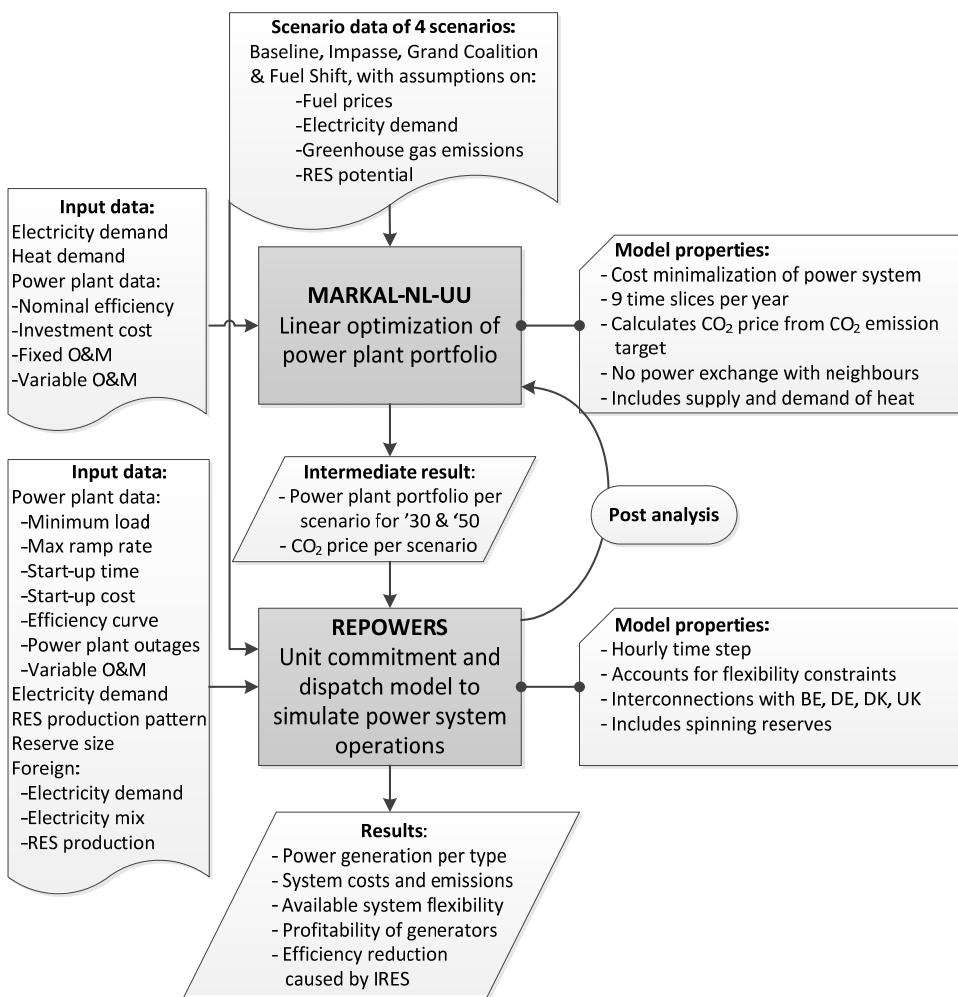 Scenario data of 4 scenarios:
Baseline, Impasse, Grand Coalition
& Fuel Shift, with assumptions on:
-Fuel prices
-Electricity demand
-Greenhouse gas emissions
-RES potential
Input data:
Electricity demand
Heat demand
Power plant data:
-Nominal efficiency
-Investment cost
-Fixed O&M
-Variable O&M
MARKAL-NL-UU
Linear optimization of
power plant portfolio
Model properties:
- Cost minimalization of power system
- 9 time slices per year
- Calculates CO₂ price from CO₂ emission
target
- No power exchange with neighbours
- Includes supply and demand of heat
Intermediate result:
- Power plant portfolio per
scenario for ’30 & ‘50
- CO₂ price per scenario
Post analysis
Input data:
Power plant data:
-Minimum load
-Max ramp rate
-Start-up time
-Start-up cost
-Efficiency curve
-Power plant outages
-Variable O&M
Electricity demand
RES production pattern
Reserve size
Foreign:
-Electricity demand
-Electricity mix
-RES production
REPOWERS
Unit commitment and
dispatch model to
simulate power system
operations
Model properties:
- Hourly time step
- Accounts for flexibility constraints
- Interconnections with BE, DE, DK, UK
- Includes spinning reserves
Results:
- Power generation per type
- System costs and emissions
- Available system flexibility
- Profitability of generators
- Efficiency reduction
caused by IRES